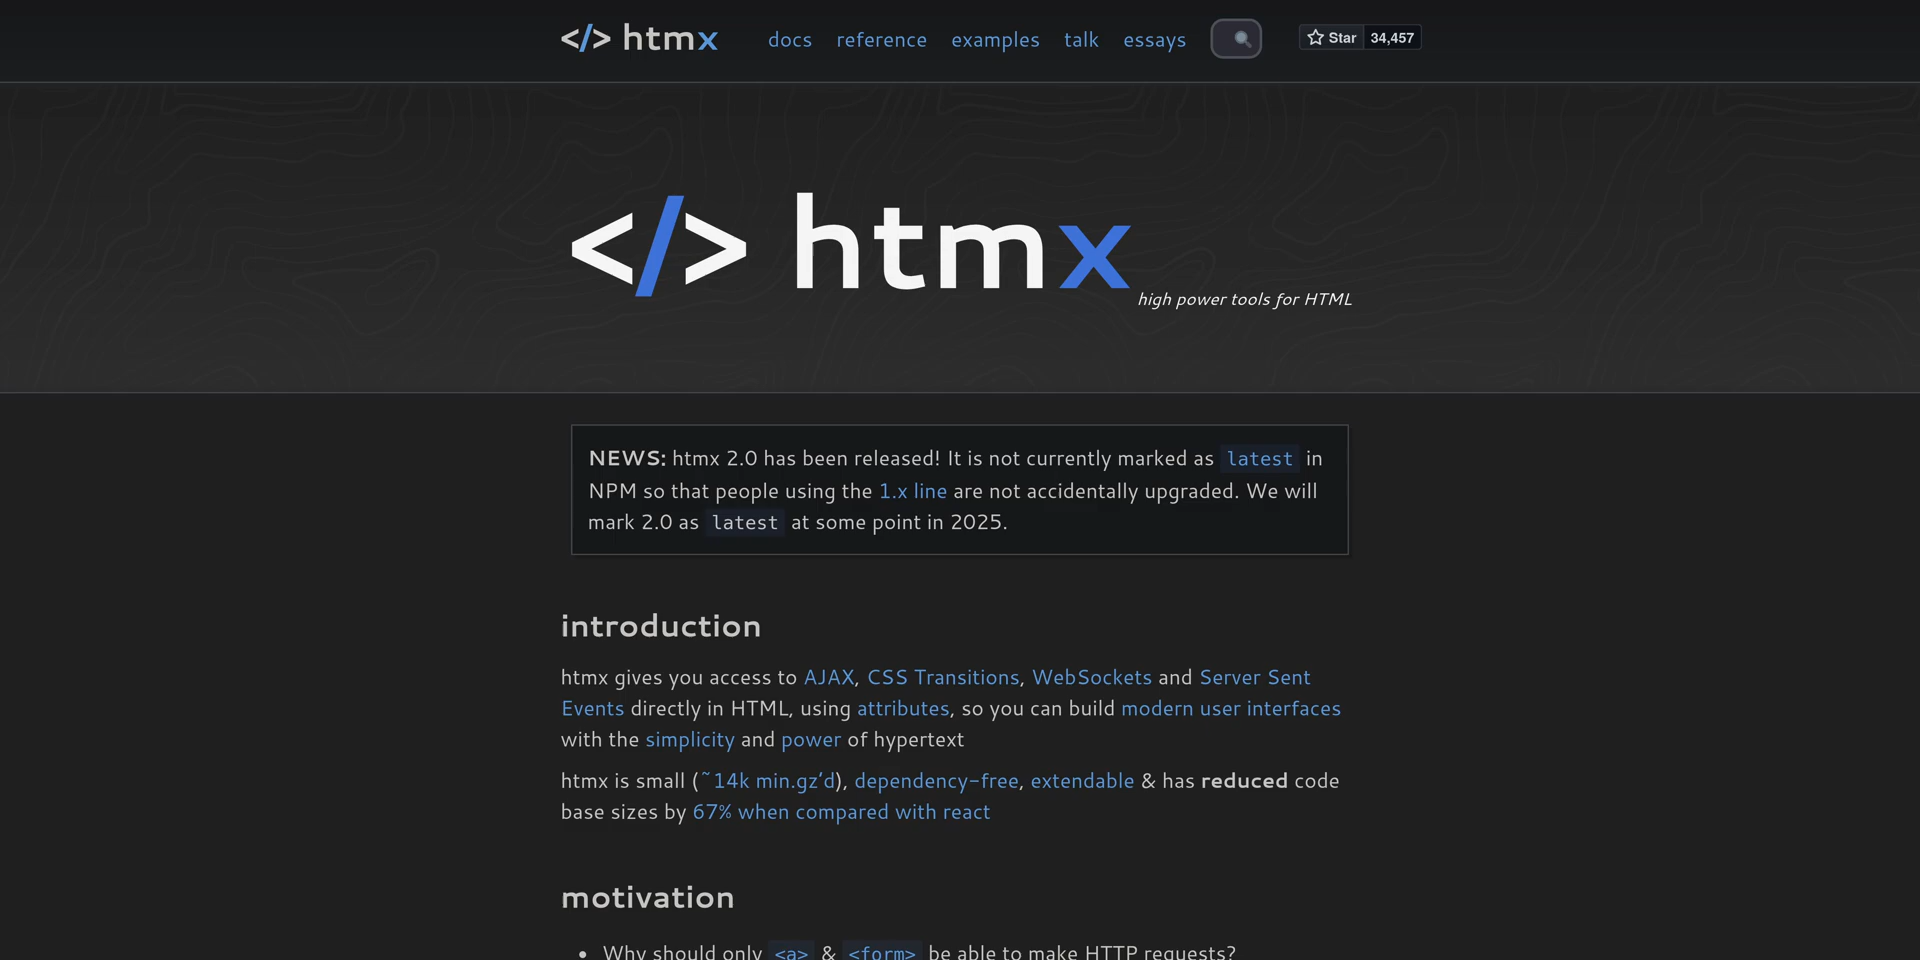 </> htmx docs reference examples talk essays Star 34,457
</> htmx
high power tools for HTML
NEWS: htmx 2.0 has been released! It is not currently marked as latest in
NPM so that people using the 1.x line are not accidentally upgraded. We will
mark 2.0 as latest at some point in 2025.
introduction
htmx gives you access to AJAX, CSS Transitions, WebSockets and Server Sent
Events directly in HTML, using attributes, so you can build modern user interfaces
with the simplicity and power of hypertext
htmx is small (~14k min.gz’d), dependency-free, extendable & has reduced code
base sizes by 67% when compared with react
motivation
• Why should only <a> & <form> be able to make HTTP requests?